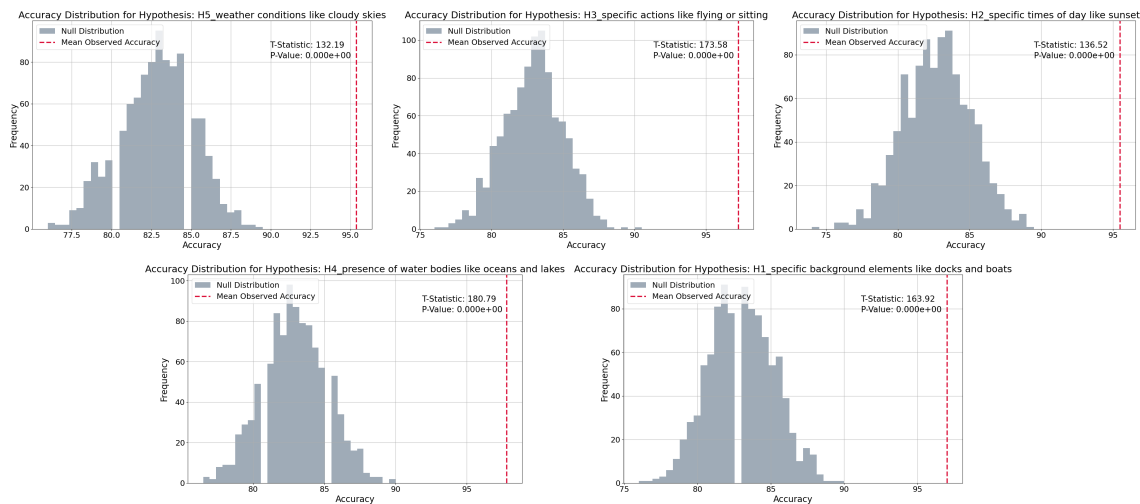 Accuracy Distribution for Hypothesis: H5_weather conditions like cloudy skies
Null Distribution
Mean Observed Accuracy
T-Statistic: 132.19
P-Value: 0.000e+00
Frequency
80
60
40
20
0
77.5 80.0 82.5 85.0 87.5 90.0 92.5 95.0
Accuracy
Accuracy Distribution for Hypothesis: H3_specific actions like flying or sitting
Null Distribution
Mean Observed Accuracy
T-Statistic: 173.58
P-Value: 0.000e+00
Frequency
100
80
60
40
20
0
75 80 85 90 95
Accuracy
Accuracy Distribution for Hypothesis: H2_specific times of day like sunset
Null Distribution
Mean Observed Accuracy
T-Statistic: 136.52
P-Value: 0.000e+00
Frequency
80
60
40
20
0
75 80 85 90 95
Accuracy
Accuracy Distribution for Hypothesis: H4_presence of water bodies like oceans and lakes
Null Distribution
Mean Observed Accuracy
T-Statistic: 180.79
P-Value: 0.000e+00
Frequency
100
80
60
40
20
0
80 85 90 95
Accuracy
Accuracy Distribution for Hypothesis: H1_specific background elements like docks and boats
Null Distribution
Mean Observed Accuracy
T-Statistic: 163.92
P-Value: 0.000e+00
Frequency
80
60
40
20
0
75 80 85 90 95
Accuracy